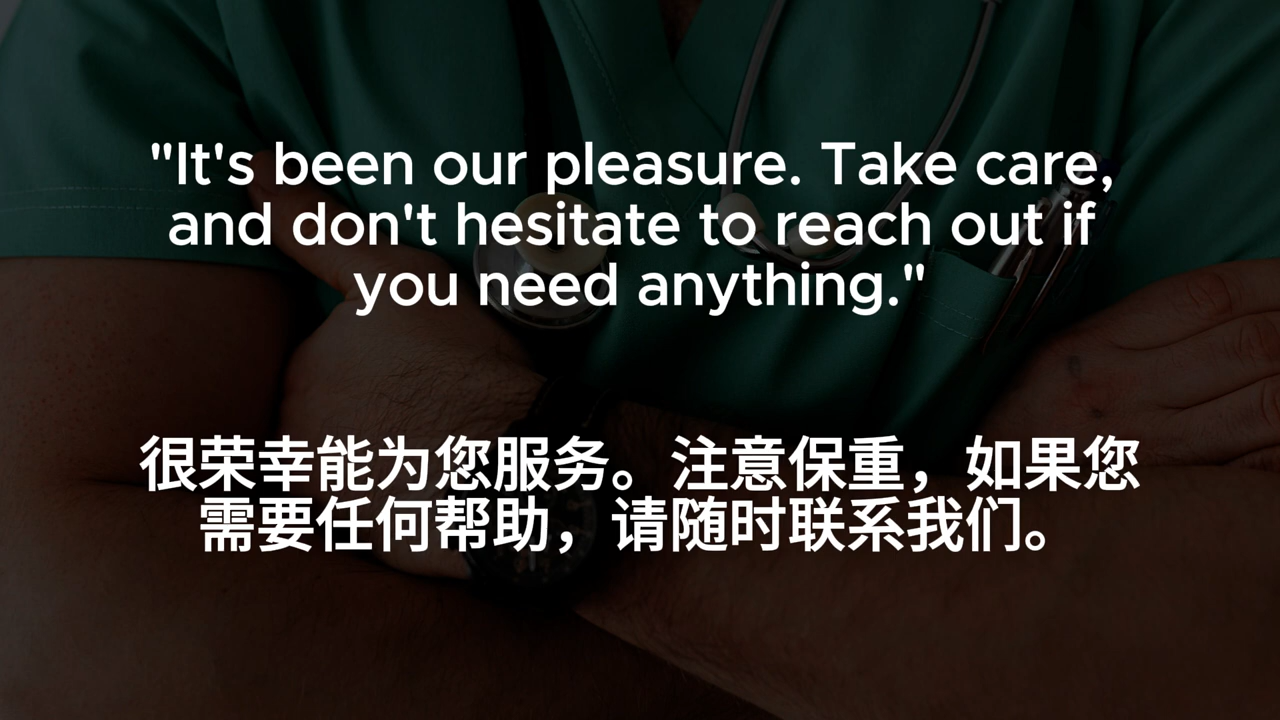 "It's been our pleasure. Take care,
and don't hesitate to reach out if
you need anything."
很荣幸能为您服务。注意保重，如果您
需要任何帮助，请随时联系我们。